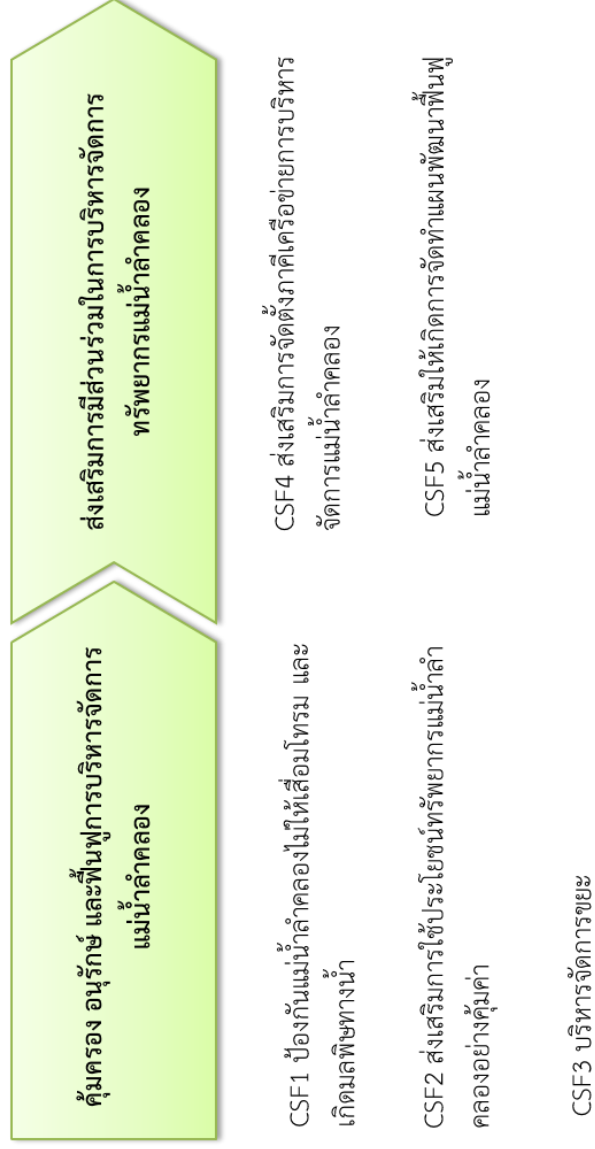 คุ้มครอง อนุรักษ์ และฟื้นฟูการบริหารจัดการ
แม่น้ำลำคลอง
ส่งเสริมการมีส่วนร่วมในการบริหารจัดการ
ทรัพยากรแม่น้ำลำคลอง
CSF1 ป้องกันแม่น้ำลำคลองไม่ให้เสื่อมโทรม และ
เกิดมลพิษทางน้ำ
CSF2 ส่งเสริมการใช้ประโยชน์ทรัพยากรแม่น้ำลำ
คลองอย่างคุ้มค่า
CSF3 บริหารจัดการขยะ
CSF4 ส่งเสริมการจัดตั้งภาคีเครือข่ายการบริหาร
จัดการแม่น้ำลำคลอง
CSF5 ส่งเสริมให้เกิดการจัดทำแผนพัฒนาฟื้นฟู
แม่น้ำลำคลอง